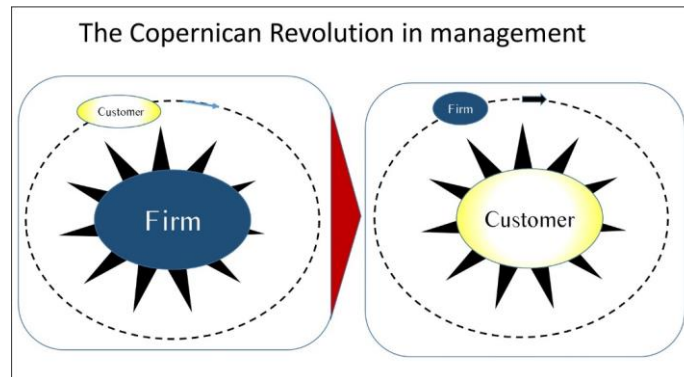 The Copernican Revolution in management
Customer
Firm
Firm
Customer